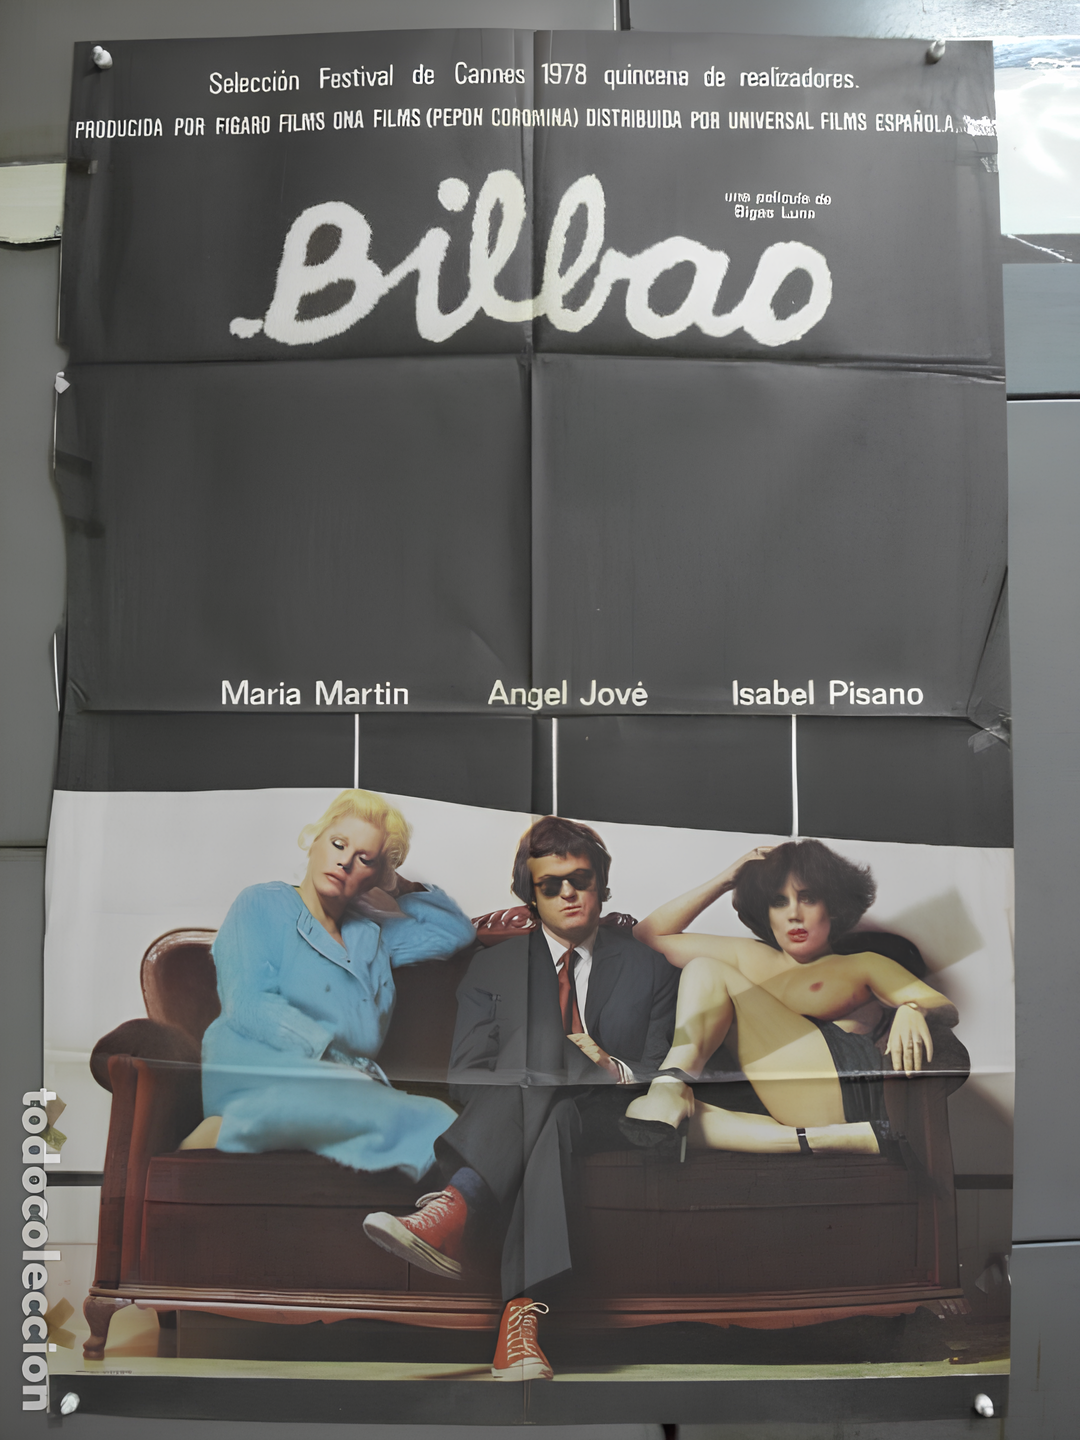 Selección Festival de Cannes 1978 quincena de realizadores.
PRODUCIDA POR FIGARO FILMS ONA FILMS (PEPON COROMINA) DISTRIBUIDA POR UNIVERSAL FILMS ESPAÑOLA,
una película de
Bigas Luna
Bilbao
Maria Martin Angel Jové Isabel Pisano
todocoleccion